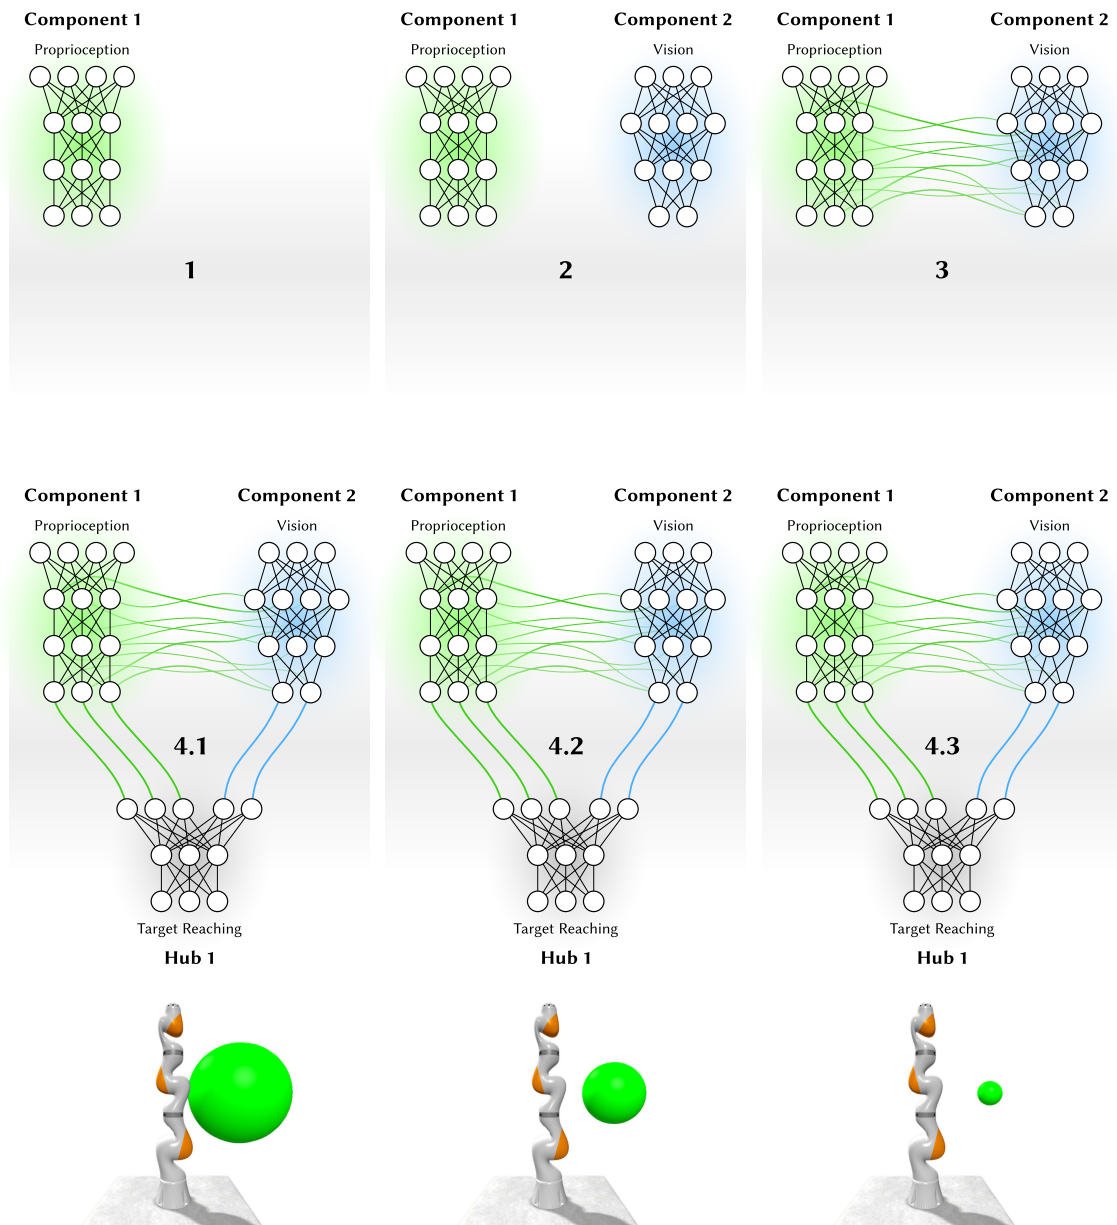 Component 1
Proprioception
1
Component 1
Component 2
Proprioception
Vision
2
Component 1
Component 2
Proprioception
Vision
3
Component 1
Component 2
Proprioception
Vision
4.1
Target Reaching
Hub 1
Component 1
Component 2
Proprioception
Vision
4.2
Target Reaching
Hub 1
Component 1
Component 2
Proprioception
Vision
4.3
Target Reaching
Hub 1